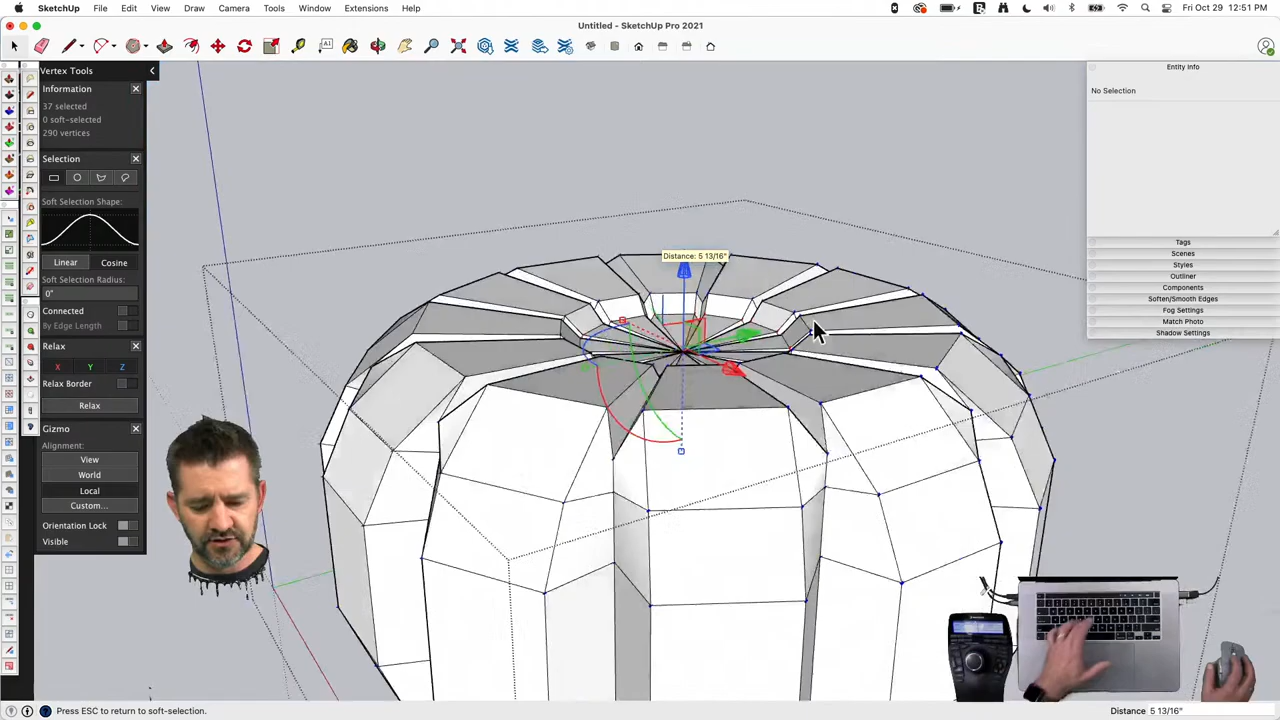 SketchUp File Edit View Draw Camera Tools Window Extensions Help Fri Oct 29 12:51 PM
Untitled - SketchUp Pro 2021
Vertex Tools
Information
37 selected
0 soft-selected
290 vertices
Selection
Soft Selection Shape:
Linear Cosine
Soft Selection Radius:
0"
Connected
By Edge Length
Relax
X Y Z
Relax Border
Relax
Gizmo
Alignment:
View
World
Local
Custom...
Orientation Lock
Visible
Distance: 5 13/16"
Entity Info
No Selection
Tags
Scenes
Styles
Outliner
Components
Soften/Smooth Edges
Fog Settings
Match Photo
Shadow Settings
Press ESC to return to soft-selection.
Distance 5 13/16"